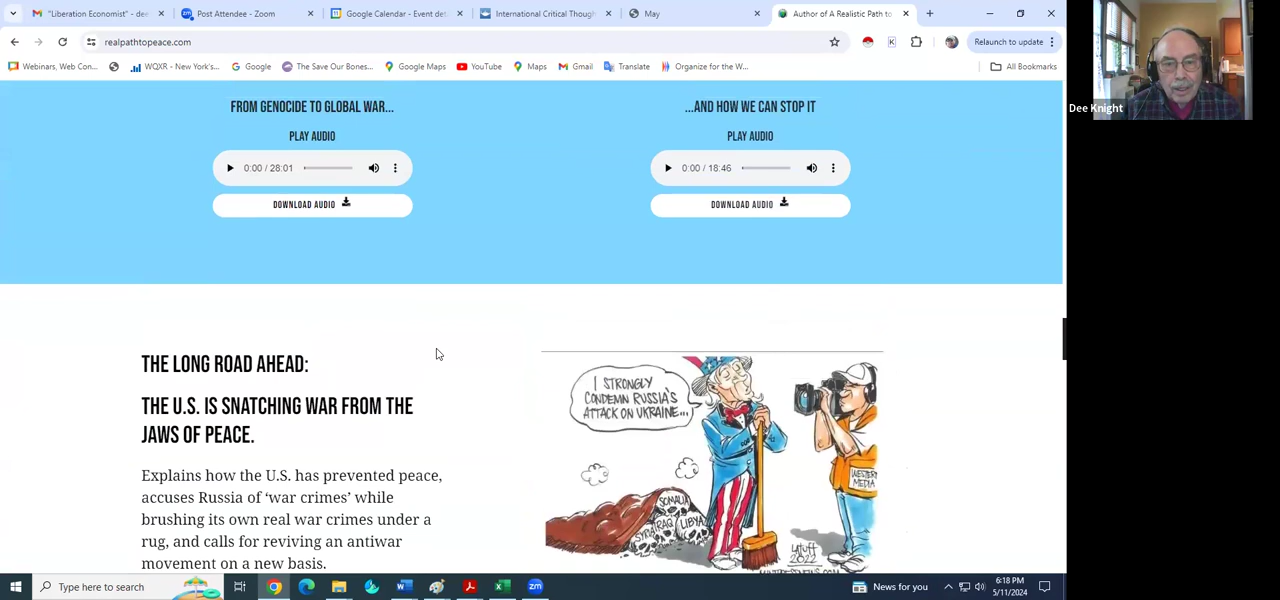 "Liberation Economist" - dee
Post Attendee - Zoom
Google Calendar - Event det
International Critical Though
May
Author of A Realistic Path to
realpathtopeace.com
Relaunch to update
Webinars, Web Con...
WQXR - New York's...
Google
The Save Our Bones...
Google Maps
YouTube
Maps
Gmail
Translate
Organize for the W...
All Bookmarks
Dee Knight
FROM GENOCIDE TO GLOBAL WAR...
...AND HOW WE CAN STOP IT
PLAY AUDIO
PLAY AUDIO
0:00 / 28:01
0:00 / 18:46
DOWNLOAD AUDIO
DOWNLOAD AUDIO
THE LONG ROAD AHEAD:
THE U.S. IS SNATCHING WAR FROM THE
JAWS OF PEACE.
Explains how the U.S. has prevented peace,
accuses Russia of 'war crimes' while
brushing its own real war crimes under a
rug, and calls for reviving an antiwar
movement on a new basis.
I STRONGLY
CONDEMN RUSSIA'S
ATTACK ON UKRAINE...
WESTERN
MEDIA
SOMALIA
SYRIA
IRAQ
LIBYA
Latuff
2022
Type here to search
News for you
6:18 PM
5/11/2024